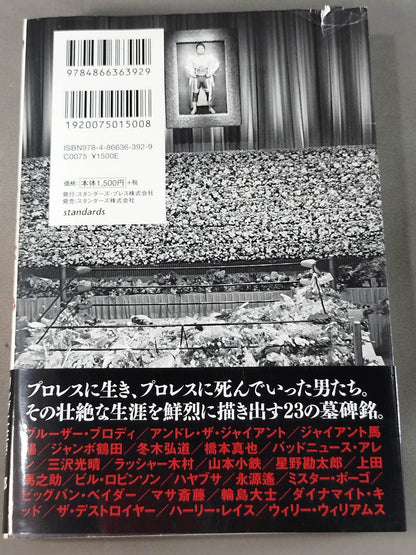 9784866363929
1920075015008
ISBN978-4-86636-392-9
C0075 ¥1500E
価格:本体1,500円+税
発行:スタンダーズ・プレス株式会社
発売:スタンダーズ株式会社
standards
プロレスに生き、プロレスに死んでいった男たち。
その壮絶な生涯を鮮烈に描き出す23の墓碑銘。
ブルーザー・ブロディ/アンドレ・ザ・ジャイアント/ジャイアント馬
場/ジャンボ鶴田/冬木弘道/橋本真也/バッドニュース・アレ
ン/三沢光晴/ラッシャー木村/山本小鉄/星野勘太郎/上田
馬之助/ビル・ロビンソン/ハヤブサ/永源遙/ミスター・ポーゴ
/ビッグバン・ベイダー/マサ斎藤/輪島大士/ダイナマイト・キ
ッド/ザ・デストロイヤー/ハーリー・レイス/ウィリー・ウィリアムス